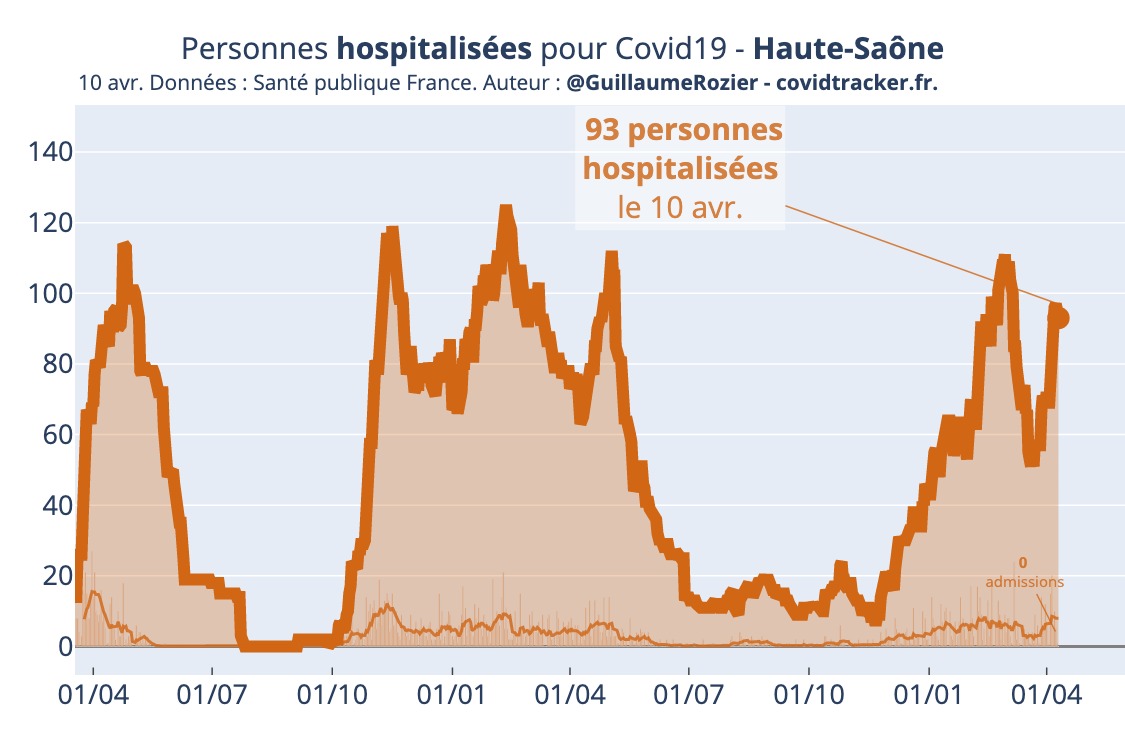 Personnes hospitalisées pour Covid19 - Haute-Saône
10 avr. Données : Santé publique France. Auteur : @GuillaumeRozier - covidtracker.fr.
93 personnes
hospitalisées
le 10 avr.
140
120
100
80
60
40
20
0
0
admissions
01/04 01/07 01/10 01/01 01/04 01/07 01/10 01/01 01/04